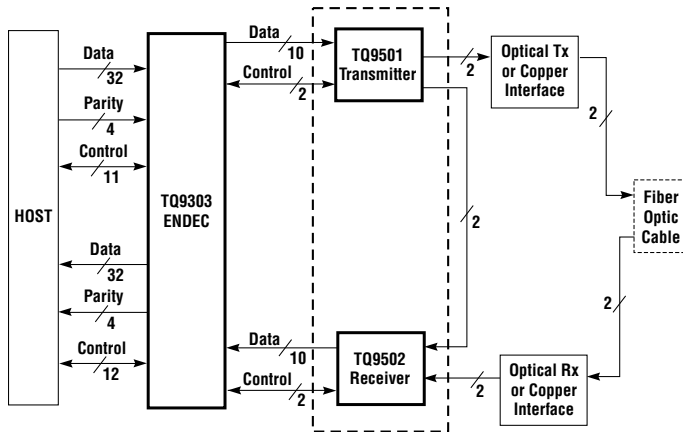 HOST
Data
32
Parity
4
Control
11
Data
32
Parity
4
Control
12
TQ9303
ENDEC
Data
10
Control
2
Data
10
Control
2
TQ9501
Transmitter
2
2
TQ9502
Receiver
2
Optical Tx
or Copper
Interface
2
Fiber
Optic
Cable
2
Optical Rx
or Copper
Interface